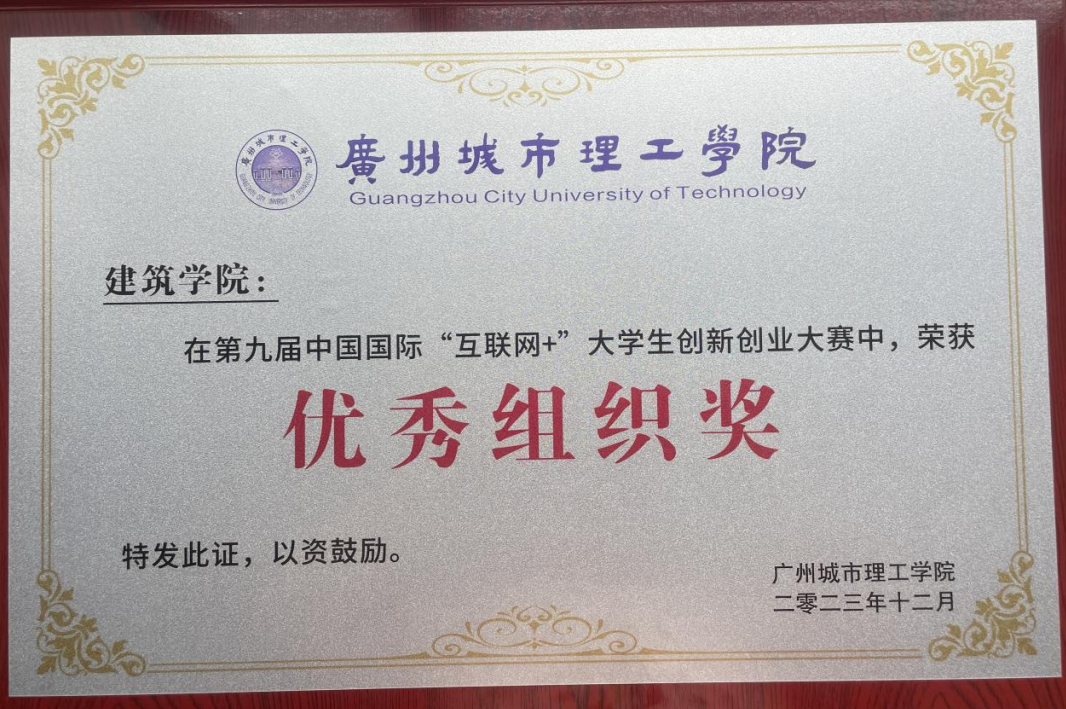 廣州城市理工學院
Guangzhou City University of Technology
建筑学院：
在第九届中国国际“互联网+”大学生创新创业大赛中，荣获
优秀组织奖
特发此证，以资鼓励。
广州城市理工学院
二零二三年十二月